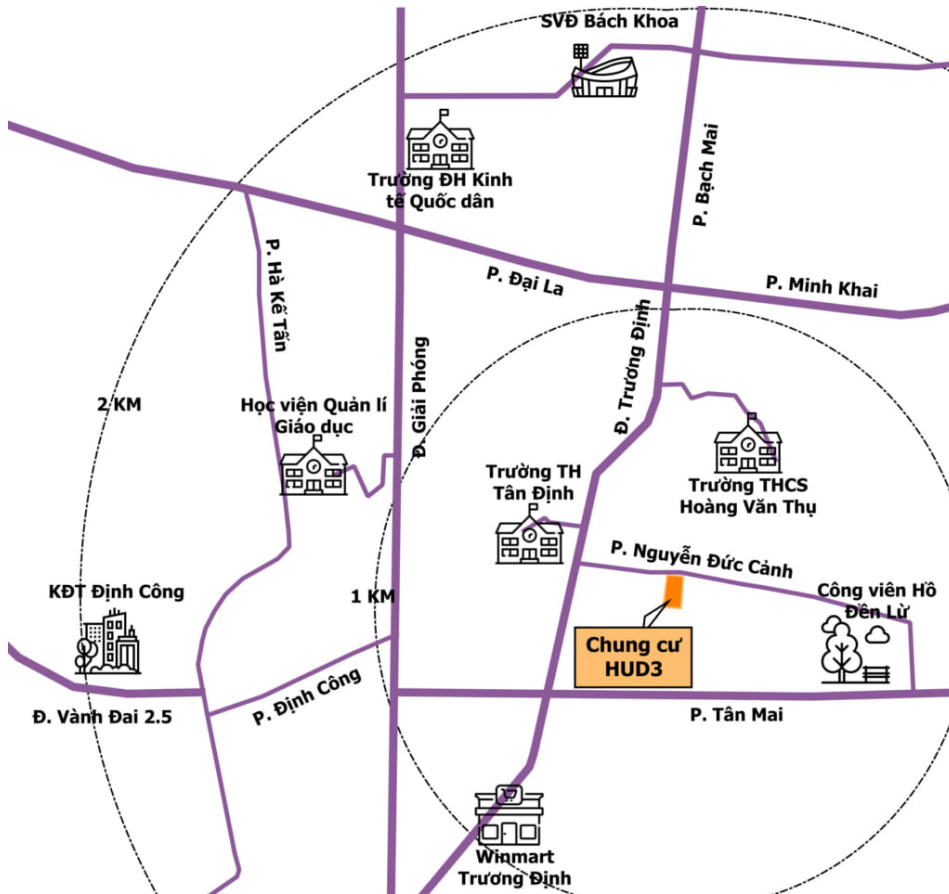 SVĐ Bách Khoa
P. Bạch Mai
Trường ĐH Kinh
tế Quốc dân
P. Hà Kế Tấn
P. Đại La
P. Minh Khai
Đ. Giải Phóng
Đ. Trương Định
2 KM
Học viện Quản lí
Giáo dục
Trường TH
Tân Định
Trường THCS
Hoàng Văn Thụ
P. Nguyễn Đức Cảnh
KĐT Định Công
1 KM
Công viên Hồ
Đền Lừ
Chung cư
HUD3
P. Định Công
Đ. Vành Đai 2.5
P. Tân Mai
Winmart
Trương Định